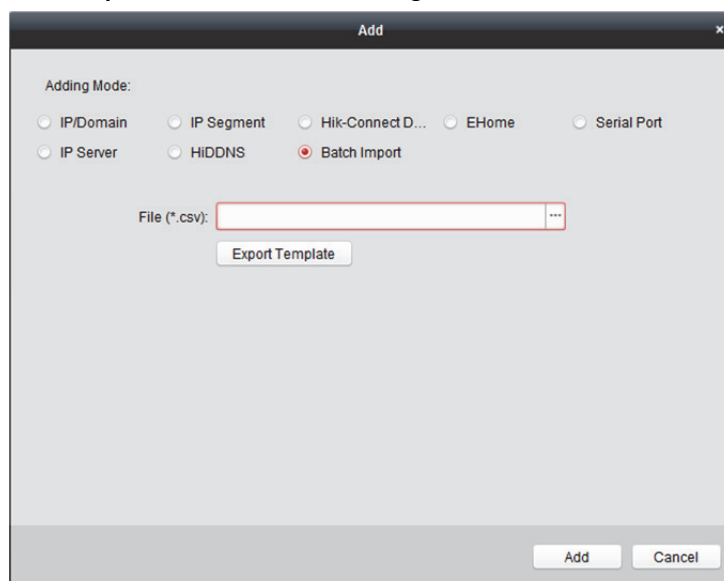 Add
×
Adding Mode:
IP/Domain IP Segment Hik-Connect D... EHome Serial Port
IP Server HiDDNS Batch Import
File (*.csv): ...
Export Template
Add Cancel